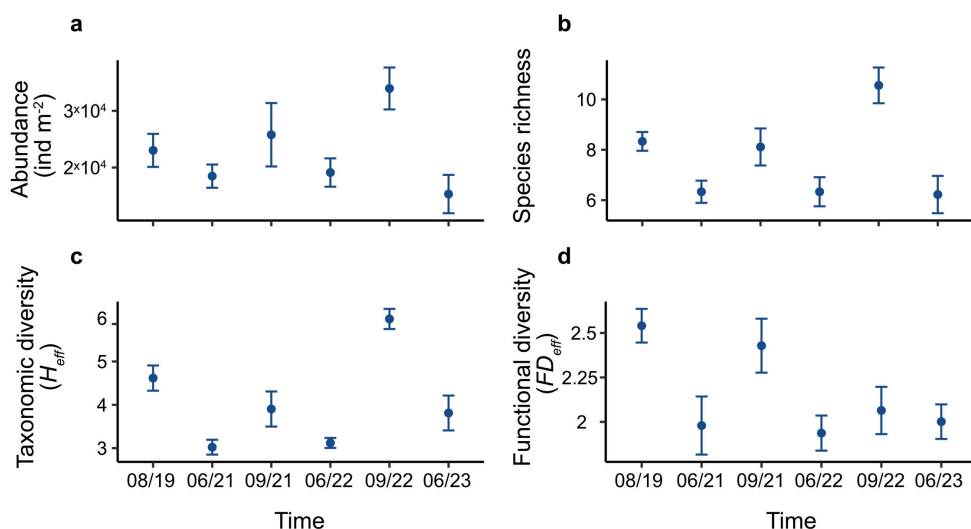 a
Abundance
(ind m⁻²)
3×10⁴
2×10⁴
b
Species richness
10
8
6
c
Taxonomic diversity
(H_eff)
6
5
4
3
08/19 06/21 09/21 06/22 09/22 06/23
Time
d
Functional diversity
(FD_eff)
2.5
2.25
2
08/19 06/21 09/21 06/22 09/22 06/23
Time